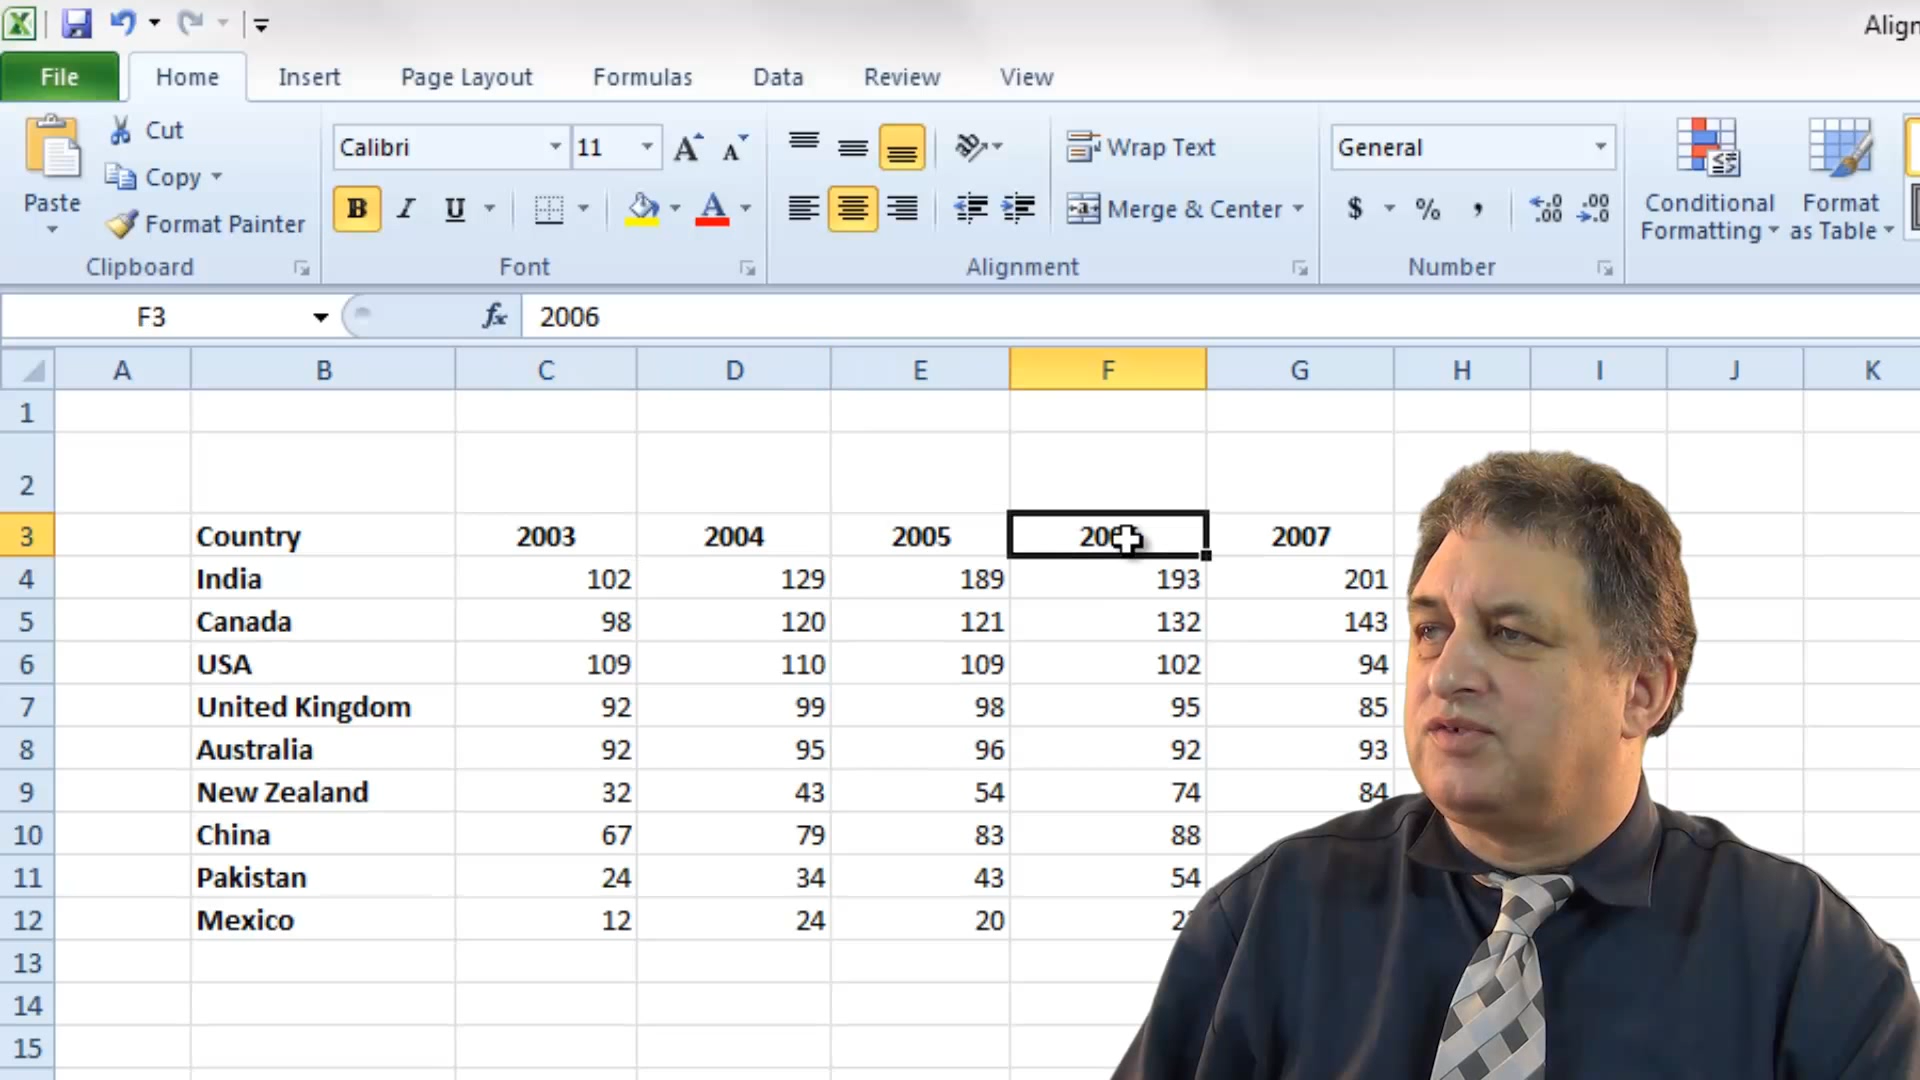 Align
File Home Insert Page Layout Formulas Data Review View
Cut
Copy
Format Painter
Paste
Clipboard
Calibri 11 A A
B I U A
Font
Wrap Text
Merge & Center
Alignment
General
$ % , .0 .00 .00 .0
Number
Conditional Formatting
Format as Table
F3 fx 2006
A B C D E F G H I J K
1
2
3 Country 2003 2004 2005 2007
4 India 102 129 189 193 201
5 Canada 98 120 121 132 143
6 USA 109 110 109 102 94
7 United Kingdom 92 99 98 95 85
8 Australia 92 95 96 92 93
9 New Zealand 32 43 54 74 84
10 China 67 79 83 88
11 Pakistan 24 34 43 54
12 Mexico 12 24 20
13
14
15